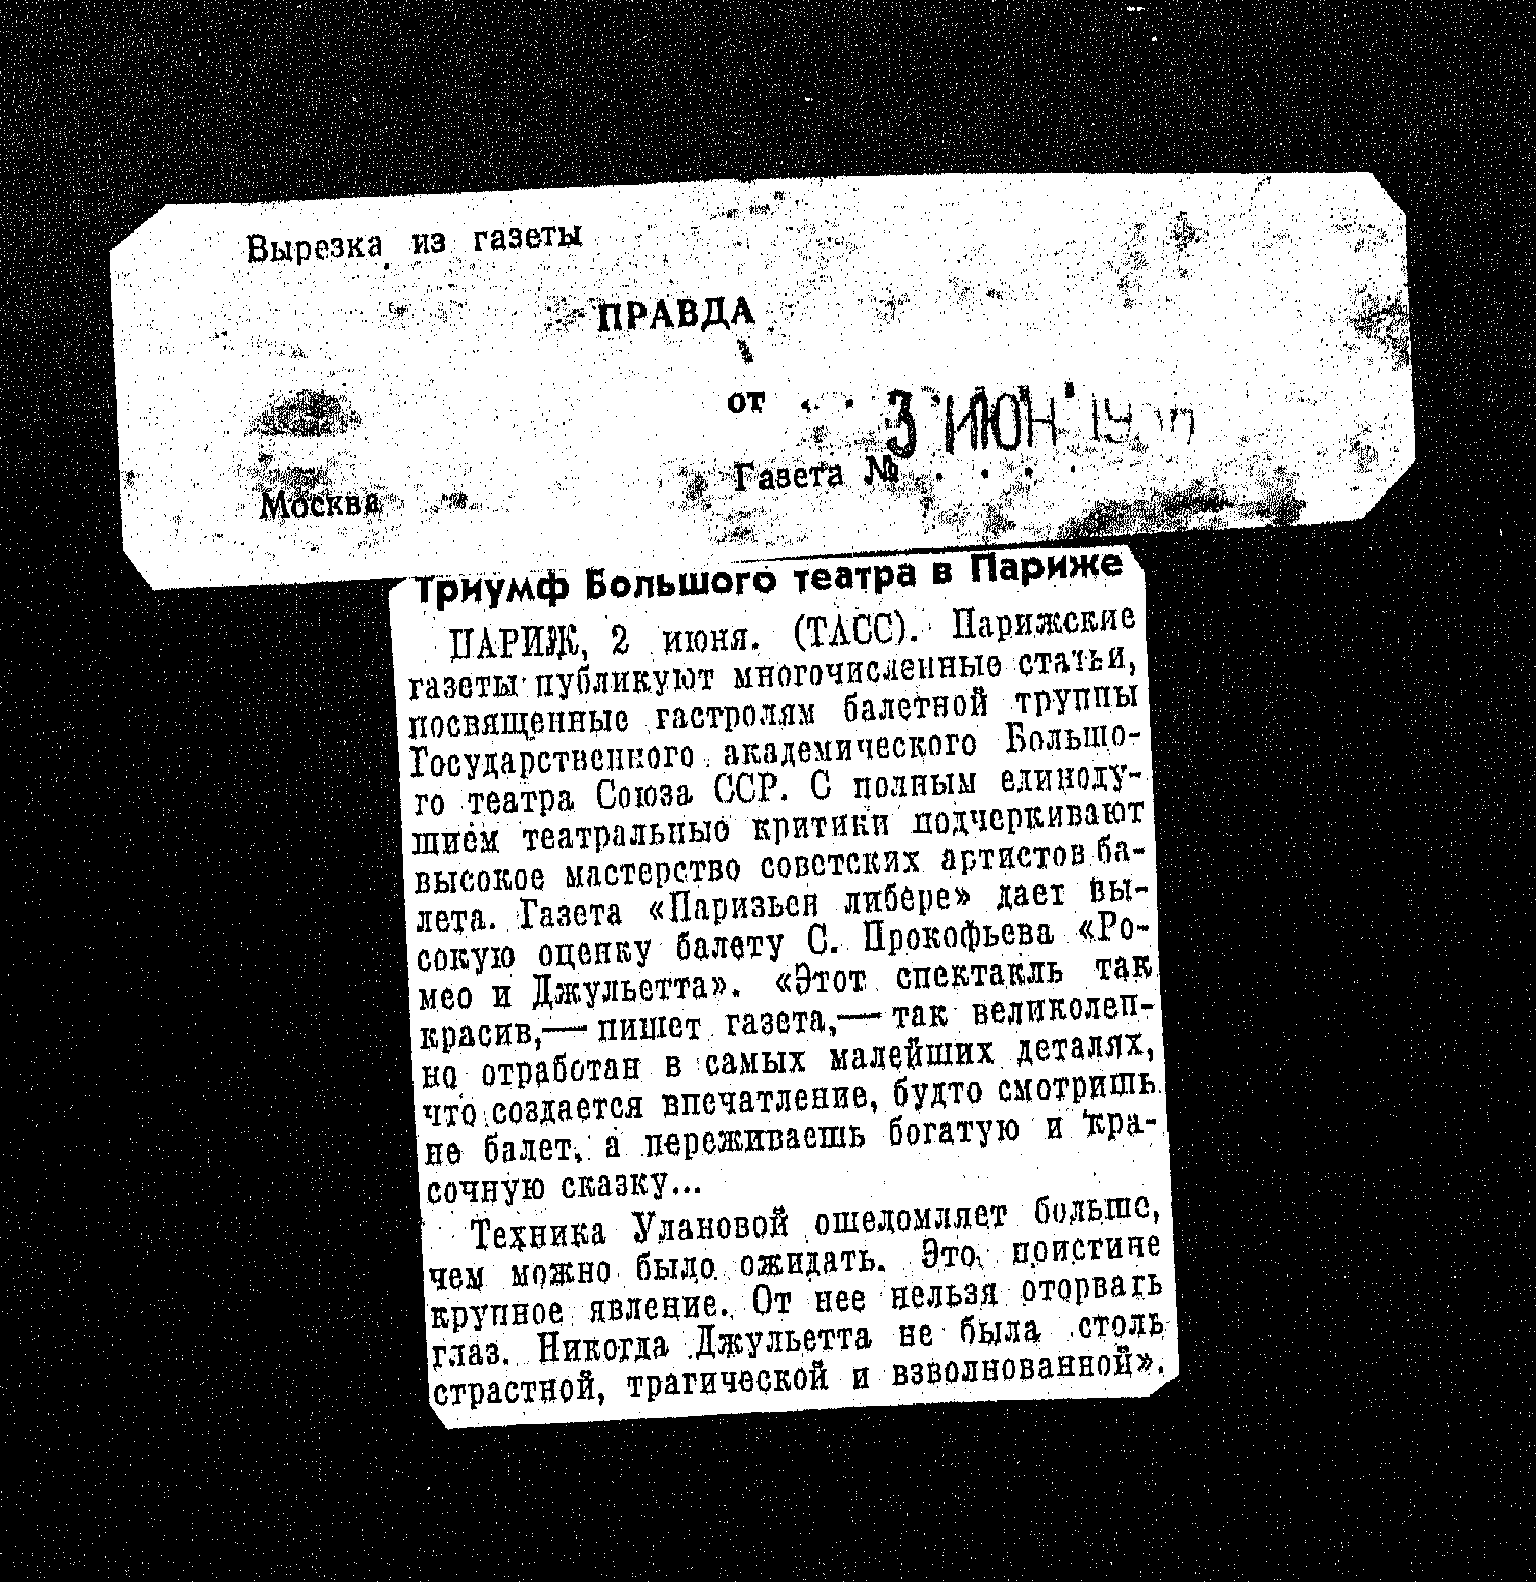 Вырезка из газеты
ПРАВДА
от . . 3 ИЮН
Газета № . . . .
Москва
Триумф Большого театра в Париже
ПАРИЖ, 2 июня. (ТАСС). Парижские
газеты публикуют многочисленные статьи,
посвященные гастролям балетной труппы
Государственного академического Большо-
го театра Союза ССР. С полным единоду-
шием театральные критики подчеркивают
высокое мастерство советских артистов ба-
лета. Газета «Паризьен либере» дает вы-
сокую оценку балету С. Прокофьева «Ро-
мео и Джульетта». «Этот спектакль так
красив,— пишет газета,— так великолеп-
но отработан в самых малейших деталях,
что создается впечатление, будто смотришь
не балет, а переживаешь богатую и кра-
сочную сказку...
Техника Улановой ошеломляет больше,
чем можно было ожидать. Это поистине
крупное явление. От нее нельзя оторвать
глаз. Никогда Джульетта не была столь
страстной, трагической и взволнованной».